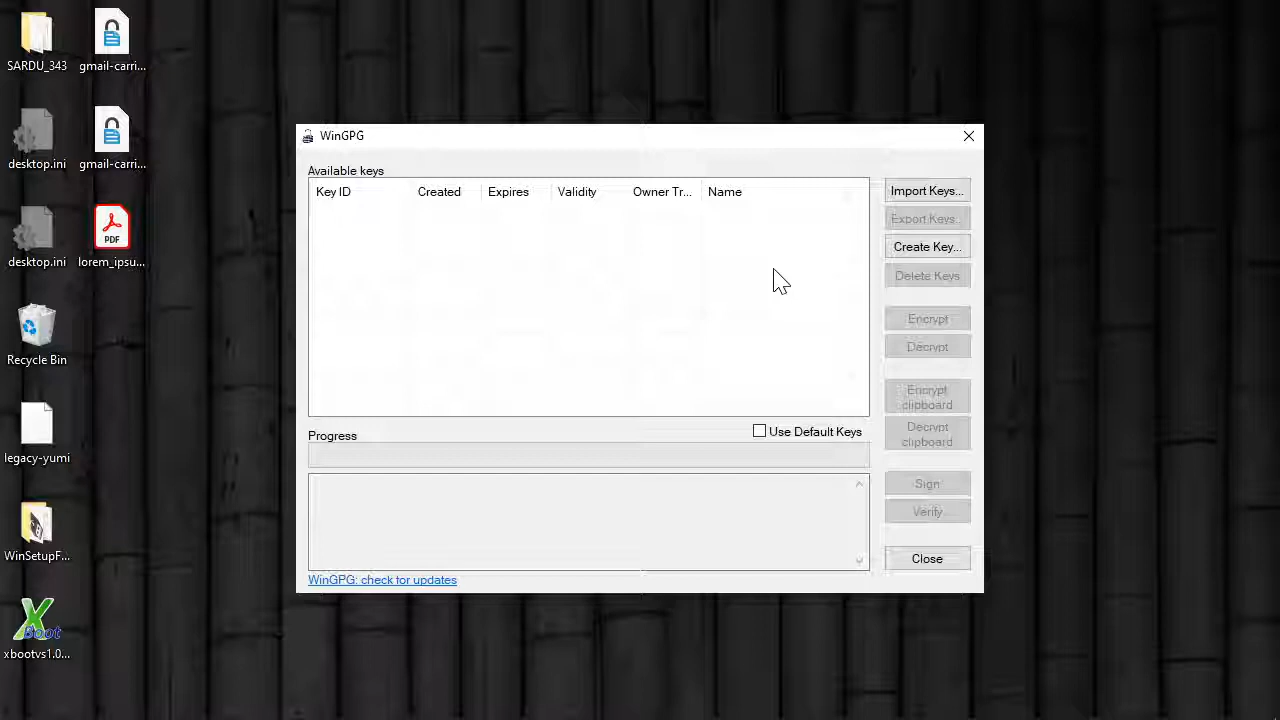 SARDU_343
gmail-carri...
desktop.ini
gmail-carri...
desktop.ini
PDF
lorem_ipsu...
Recycle Bin
legacy-yumi
WinSetupF...
XBoot
xbootvs1.0...
WinGPG
Available keys
Key ID Created Expires Validity Owner Tr... Name
Import Keys...
Export Keys...
Create Key...
Delete Keys
Encrypt
Decrypt
Encrypt
clipboard
Decrypt
clipboard
Use Default Keys
Progress
Sign
Verify
Close
WinGPG: check for updates